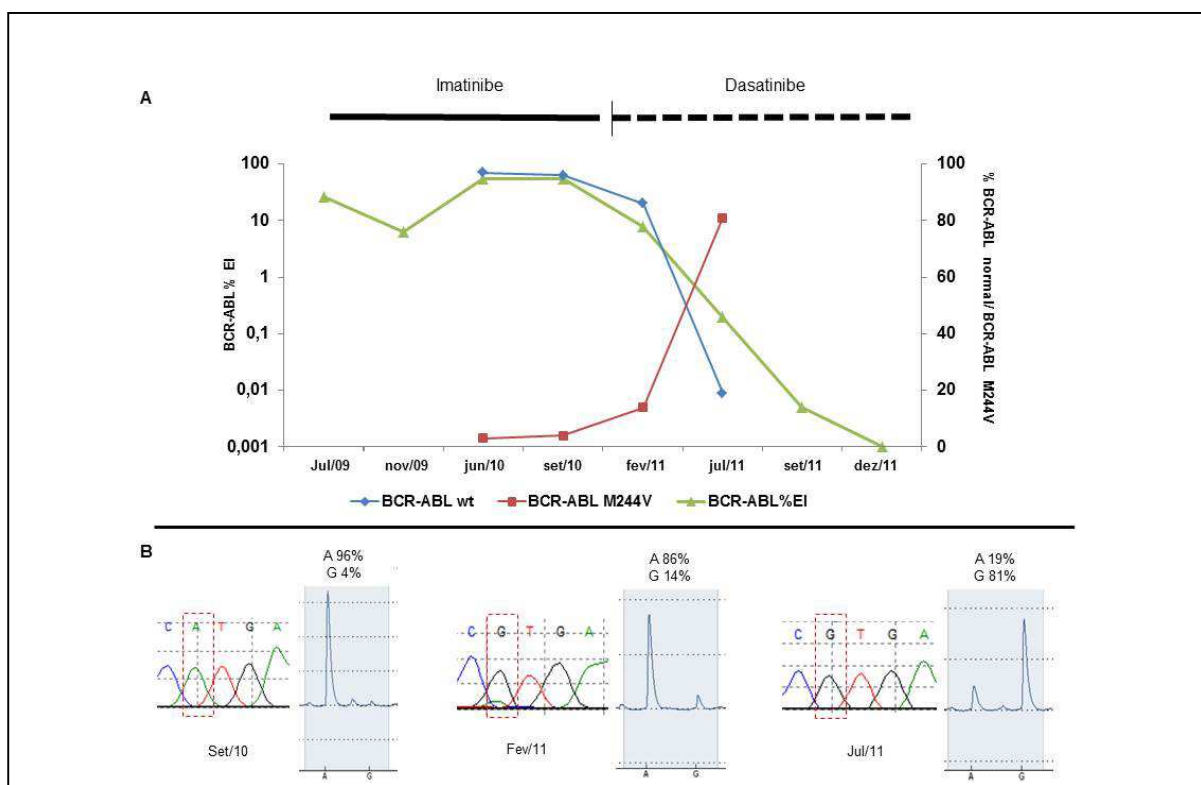 Imatinibe Dasatinibe
A
BCR-ABL% EI
100
10
1
0,1
0,01
0,001
100
80
60
40
20
0
% BCR-ABL normal/ BCR-ABL M244V
Jul/09 nov/09 jun/10 set/10 fev/11 jul/11 set/11 dez/11
BCR-ABL wt BCR-ABL M244V BCR-ABL%EI
B
A 96%
G 4%
C A T G A
A G
Set/10
A 86%
G 14%
C G T G A
A G
Fev/11
A 19%
G 81%
C G T G A
A G
Jul/11